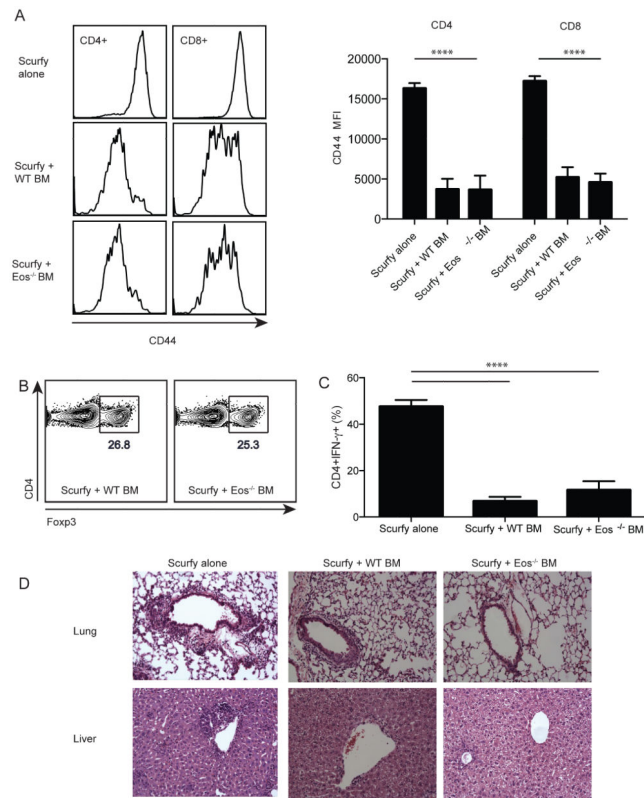 A
CD4+
CD8+
Scurfy
alone
Scurfy +
WT BM
Scurfy +
Eos-/- BM
CD44
CD4
CD8
****
****
20000
15000
10000
5000
0
CD44 MFI
Scurfy alone
Scurfy + WT BM
Scurfy + Eos -/- BM
Scurfy alone
Scurfy + WT BM
Scurfy + Eos -/- BM
B
CD4
26.8
25.3
Scurfy + WT BM
Scurfy + Eos-/- BM
Foxp3
C
****
60
40
20
0
CD4+IFN-γ+ (%)
Scurfy alone
Scurfy + WT BM
Scurfy + Eos -/- BM
D
Scurfy alone
Scurfy + WT BM
Scurfy + Eos-/- BM
Lung
Liver